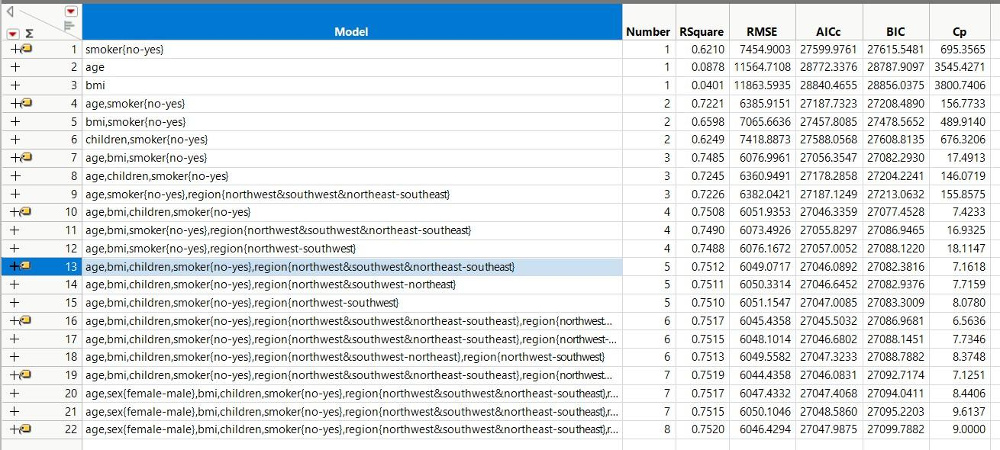 Σ Model Number RSquare RMSE AICc BIC Cp
1 smoker{no-yes} 1 0.6210 7454.9003 27599.9761 27615.5481 695.3565
2 age 1 0.0878 11564.7108 28772.3376 28787.9097 3545.4271
3 bmi 1 0.0401 11863.5935 28840.4655 28856.0375 3800.7406
4 age,smoker{no-yes} 2 0.7221 6385.9151 27187.7323 27208.4890 156.7733
5 bmi,smoker{no-yes} 2 0.6598 7065.6636 27457.8085 27478.5652 489.9140
6 children,smoker{no-yes} 2 0.6249 7418.8873 27588.0568 27608.8135 676.3206
7 age,bmi,smoker{no-yes} 3 0.7485 6076.9961 27056.3547 27082.2930 17.4913
8 age,children,smoker{no-yes} 3 0.7245 6360.9491 27178.2858 27204.2241 146.0719
9 age,smoker{no-yes},region{northwest&southwest&northeast-southeast} 3 0.7226 6382.0421 27187.1249 27213.0632 155.8575
10 age,bmi,children,smoker{no-yes} 4 0.7508 6051.9353 27046.3359 27077.4528 7.4233
11 age,bmi,smoker{no-yes},region{northwest&southwest&northeast-southeast} 4 0.7490 6073.4926 27055.8297 27086.9465 16.9325
12 age,bmi,smoker{no-yes},region{northwest-southwest} 4 0.7488 6076.1672 27057.0052 27088.1220 18.1147
13 age,bmi,children,smoker{no-yes},region{northwest&southwest&northeast-southeast} 5 0.7512 6049.0717 27046.0892 27082.3816 7.1618
14 age,bmi,children,smoker{no-yes},region{northwest&southwest-northeast} 5 0.7511 6050.3314 27046.6452 27082.9376 7.7159
15 age,bmi,children,smoker{no-yes},region{northwest-southwest} 5 0.7510 6051.1547 27047.0085 27083.3009 8.0780
16 age,bmi,children,smoker{no-yes},region{northwest&southwest&northeast-southeast},region{northwest... 6 0.7517 6045.4358 27045.5032 27086.9681 6.5636
17 age,bmi,children,smoker{no-yes},region{northwest&southwest&northeast-southeast},region{northwest-... 6 0.7515 6048.1014 27046.6802 27088.1451 7.7346
18 age,bmi,children,smoker{no-yes},region{northwest&southwest-northeast},region{northwest-southwest} 6 0.7513 6049.5582 27047.3233 27088.7882 8.3748
19 age,bmi,children,smoker{no-yes},region{northwest&southwest&northeast-southeast},region{northwest... 7 0.7519 6044.4358 27046.0831 27092.7174 7.1251
20 age,sex{female-male},bmi,children,smoker{no-yes},region{northwest&southwest&northeast-southeast},r... 7 0.7517 6047.4332 27047.4068 27094.0411 8.4406
21 age,sex{female-male},bmi,children,smoker{no-yes},region{northwest&southwest&northeast-southeast},r... 7 0.7515 6050.1046 27048.5860 27095.2203 9.6137
22 age,sex{female-male},bmi,children,smoker{no-yes},region{northwest&southwest&northeast-southeast},r... 8 0.7520 6046.4294 27047.9875 27099.7882 9.0000